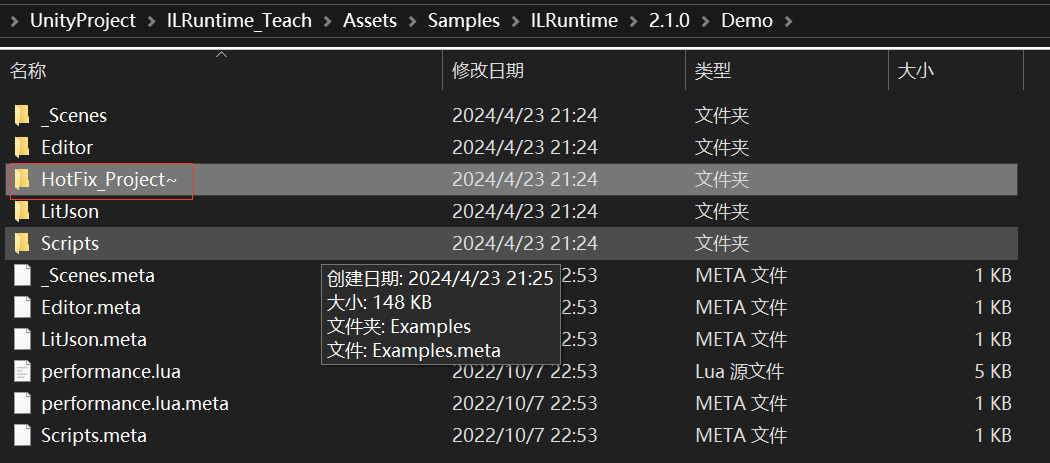 UnityProject > ILRuntime_Teach > Assets > Samples > ILRuntime > 2.1.0 > Demo >
名称 修改日期 类型 大小
_Scenes 2024/4/23 21:24 文件夹
Editor 2024/4/23 21:24 文件夹
HotFix_Project~ 2024/4/23 21:24 文件夹
LitJson 2024/4/23 21:24 文件夹
Scripts 2024/4/23 21:24 文件夹
_Scenes.meta 22:53 META 文件 1 KB
创建日期: 2024/4/23 21:25
大小: 148 KB
文件夹: Examples
文件: Examples.meta
Editor.meta 22:53 META 文件 1 KB
LitJson.meta 22:53 META 文件 1 KB
performance.lua 2022/10/7 22:53 Lua 源文件 5 KB
performance.lua.meta 2022/10/7 22:53 META 文件 1 KB
Scripts.meta 2022/10/7 22:53 META 文件 1 KB